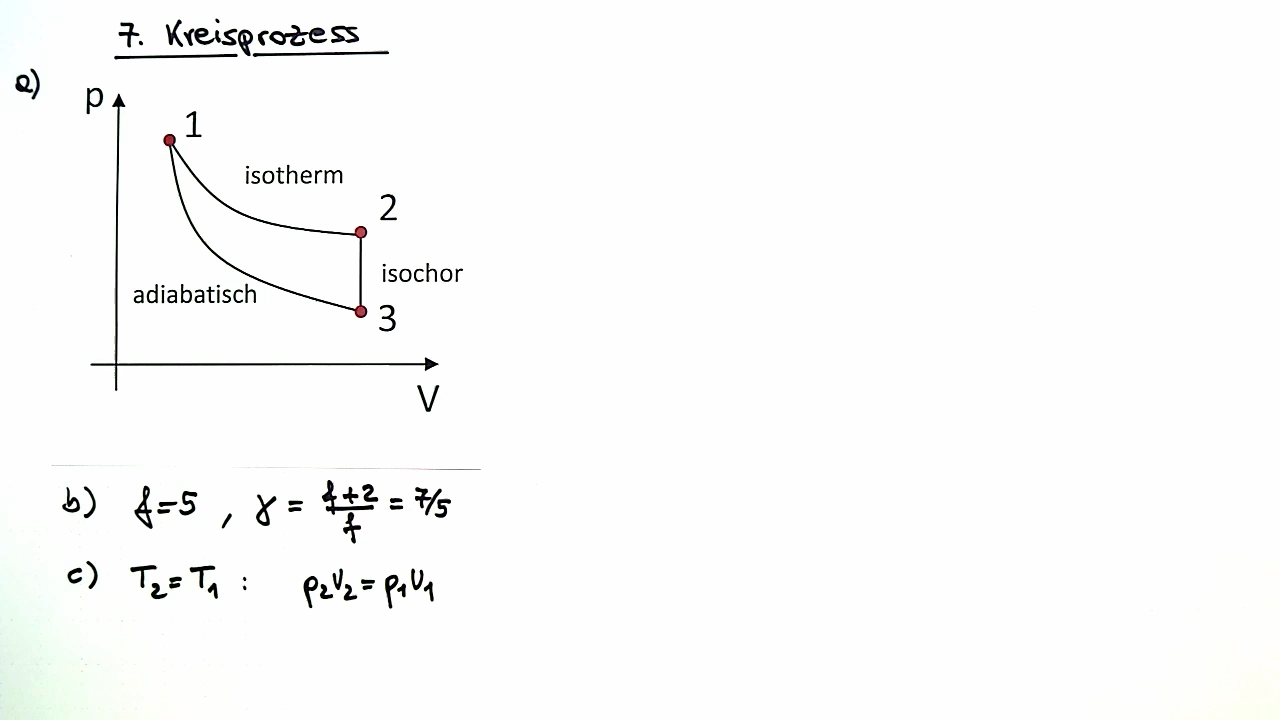 7. Kreisprozess
a)
p
1
isotherm
2
isochor
adiabatisch
3
V
b) f=5 , γ = (f+2)/f = 7/5
c) T₂=T₁ : p₂V₂ = p₁V₁